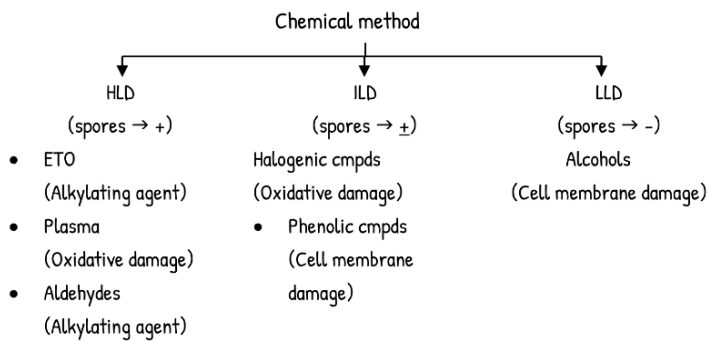 Chemical method
HLD
(spores → +)
• ETO
(Alkylating agent)
• Plasma
(Oxidative damage)
• Aldehydes
(Alkylating agent)
ILD
(spores → ±)
Halogenic cmpds
(Oxidative damage)
• Phenolic cmpds
(Cell membrane
damage)
LLD
(spores → -)
Alcohols
(Cell membrane damage)